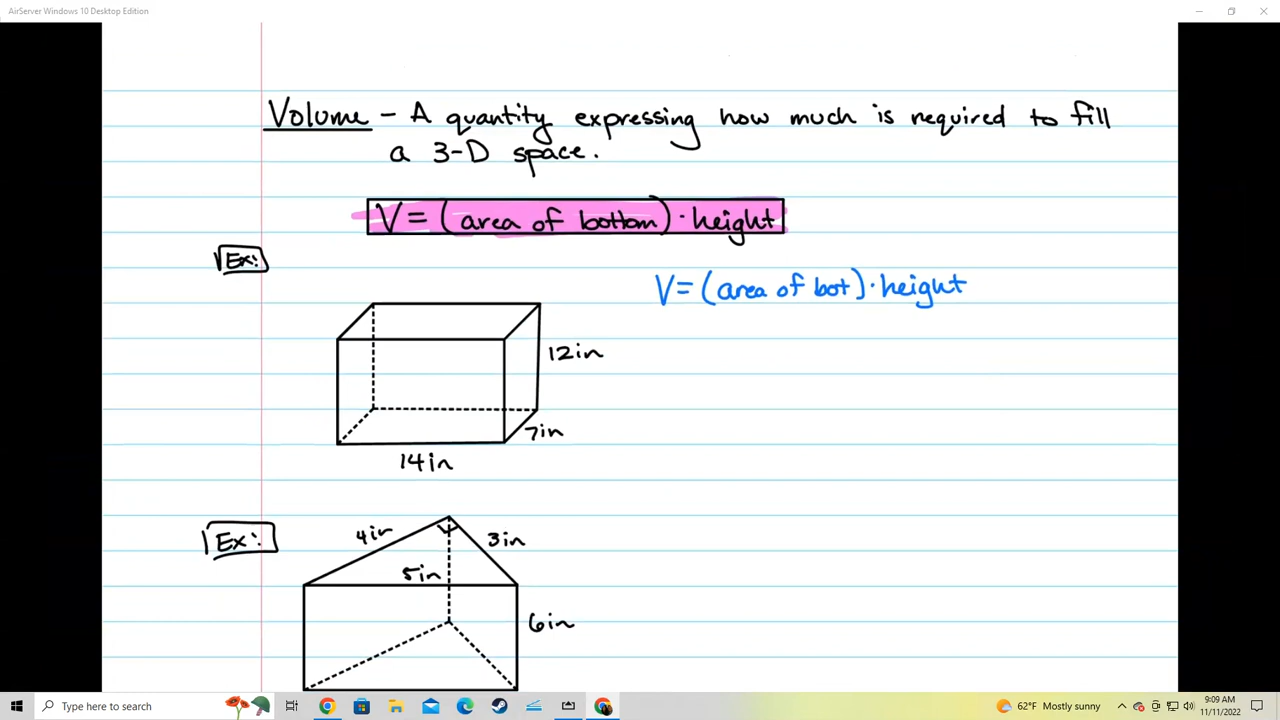 AirServer Windows 10 Desktop Edition
Volume - A quantity expressing how much is required to fill
a 3-D space.
V = (area of bottom) · height
Ex:
V = (area of bot) · height
12in
7in
14in
Ex:
4in
3in
5in
6in
Type here to search
62°F Mostly sunny
9:09 AM
11/11/2022